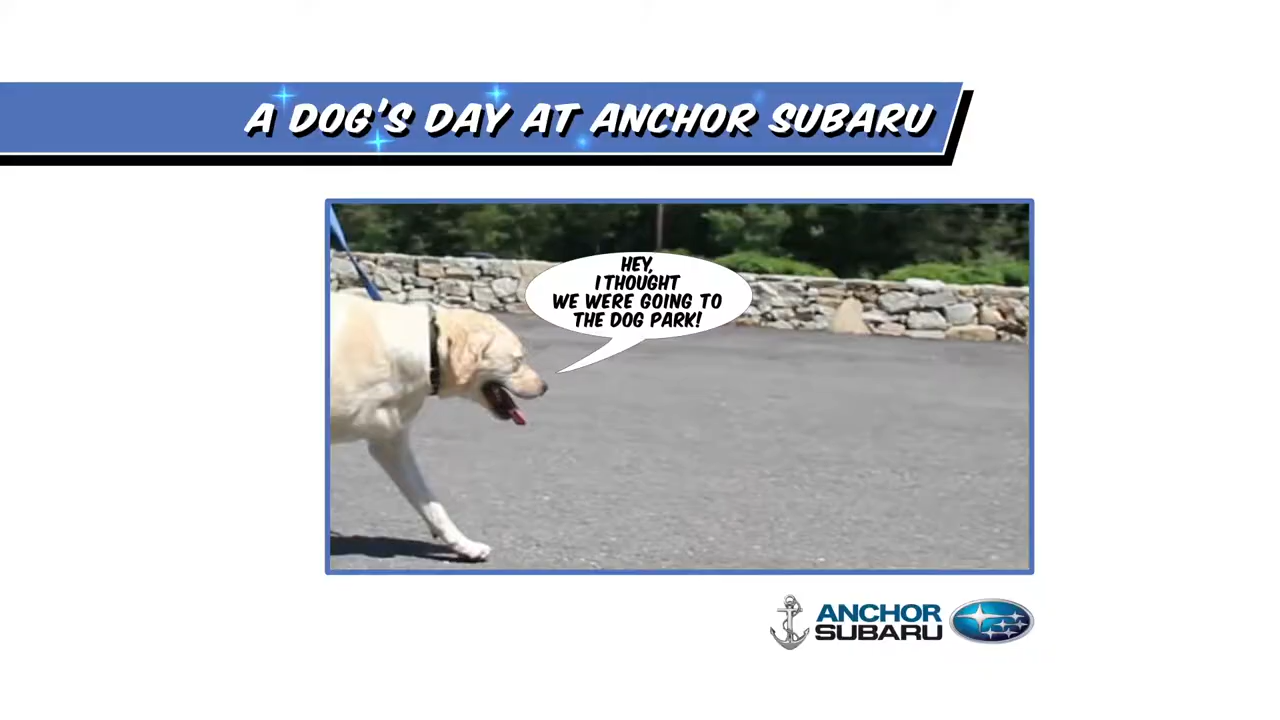 A DOG'S DAY AT ANCHOR SUBARU
HEY,
I THOUGHT
WE WERE GOING TO
THE DOG PARK!
ANCHOR
SUBARU